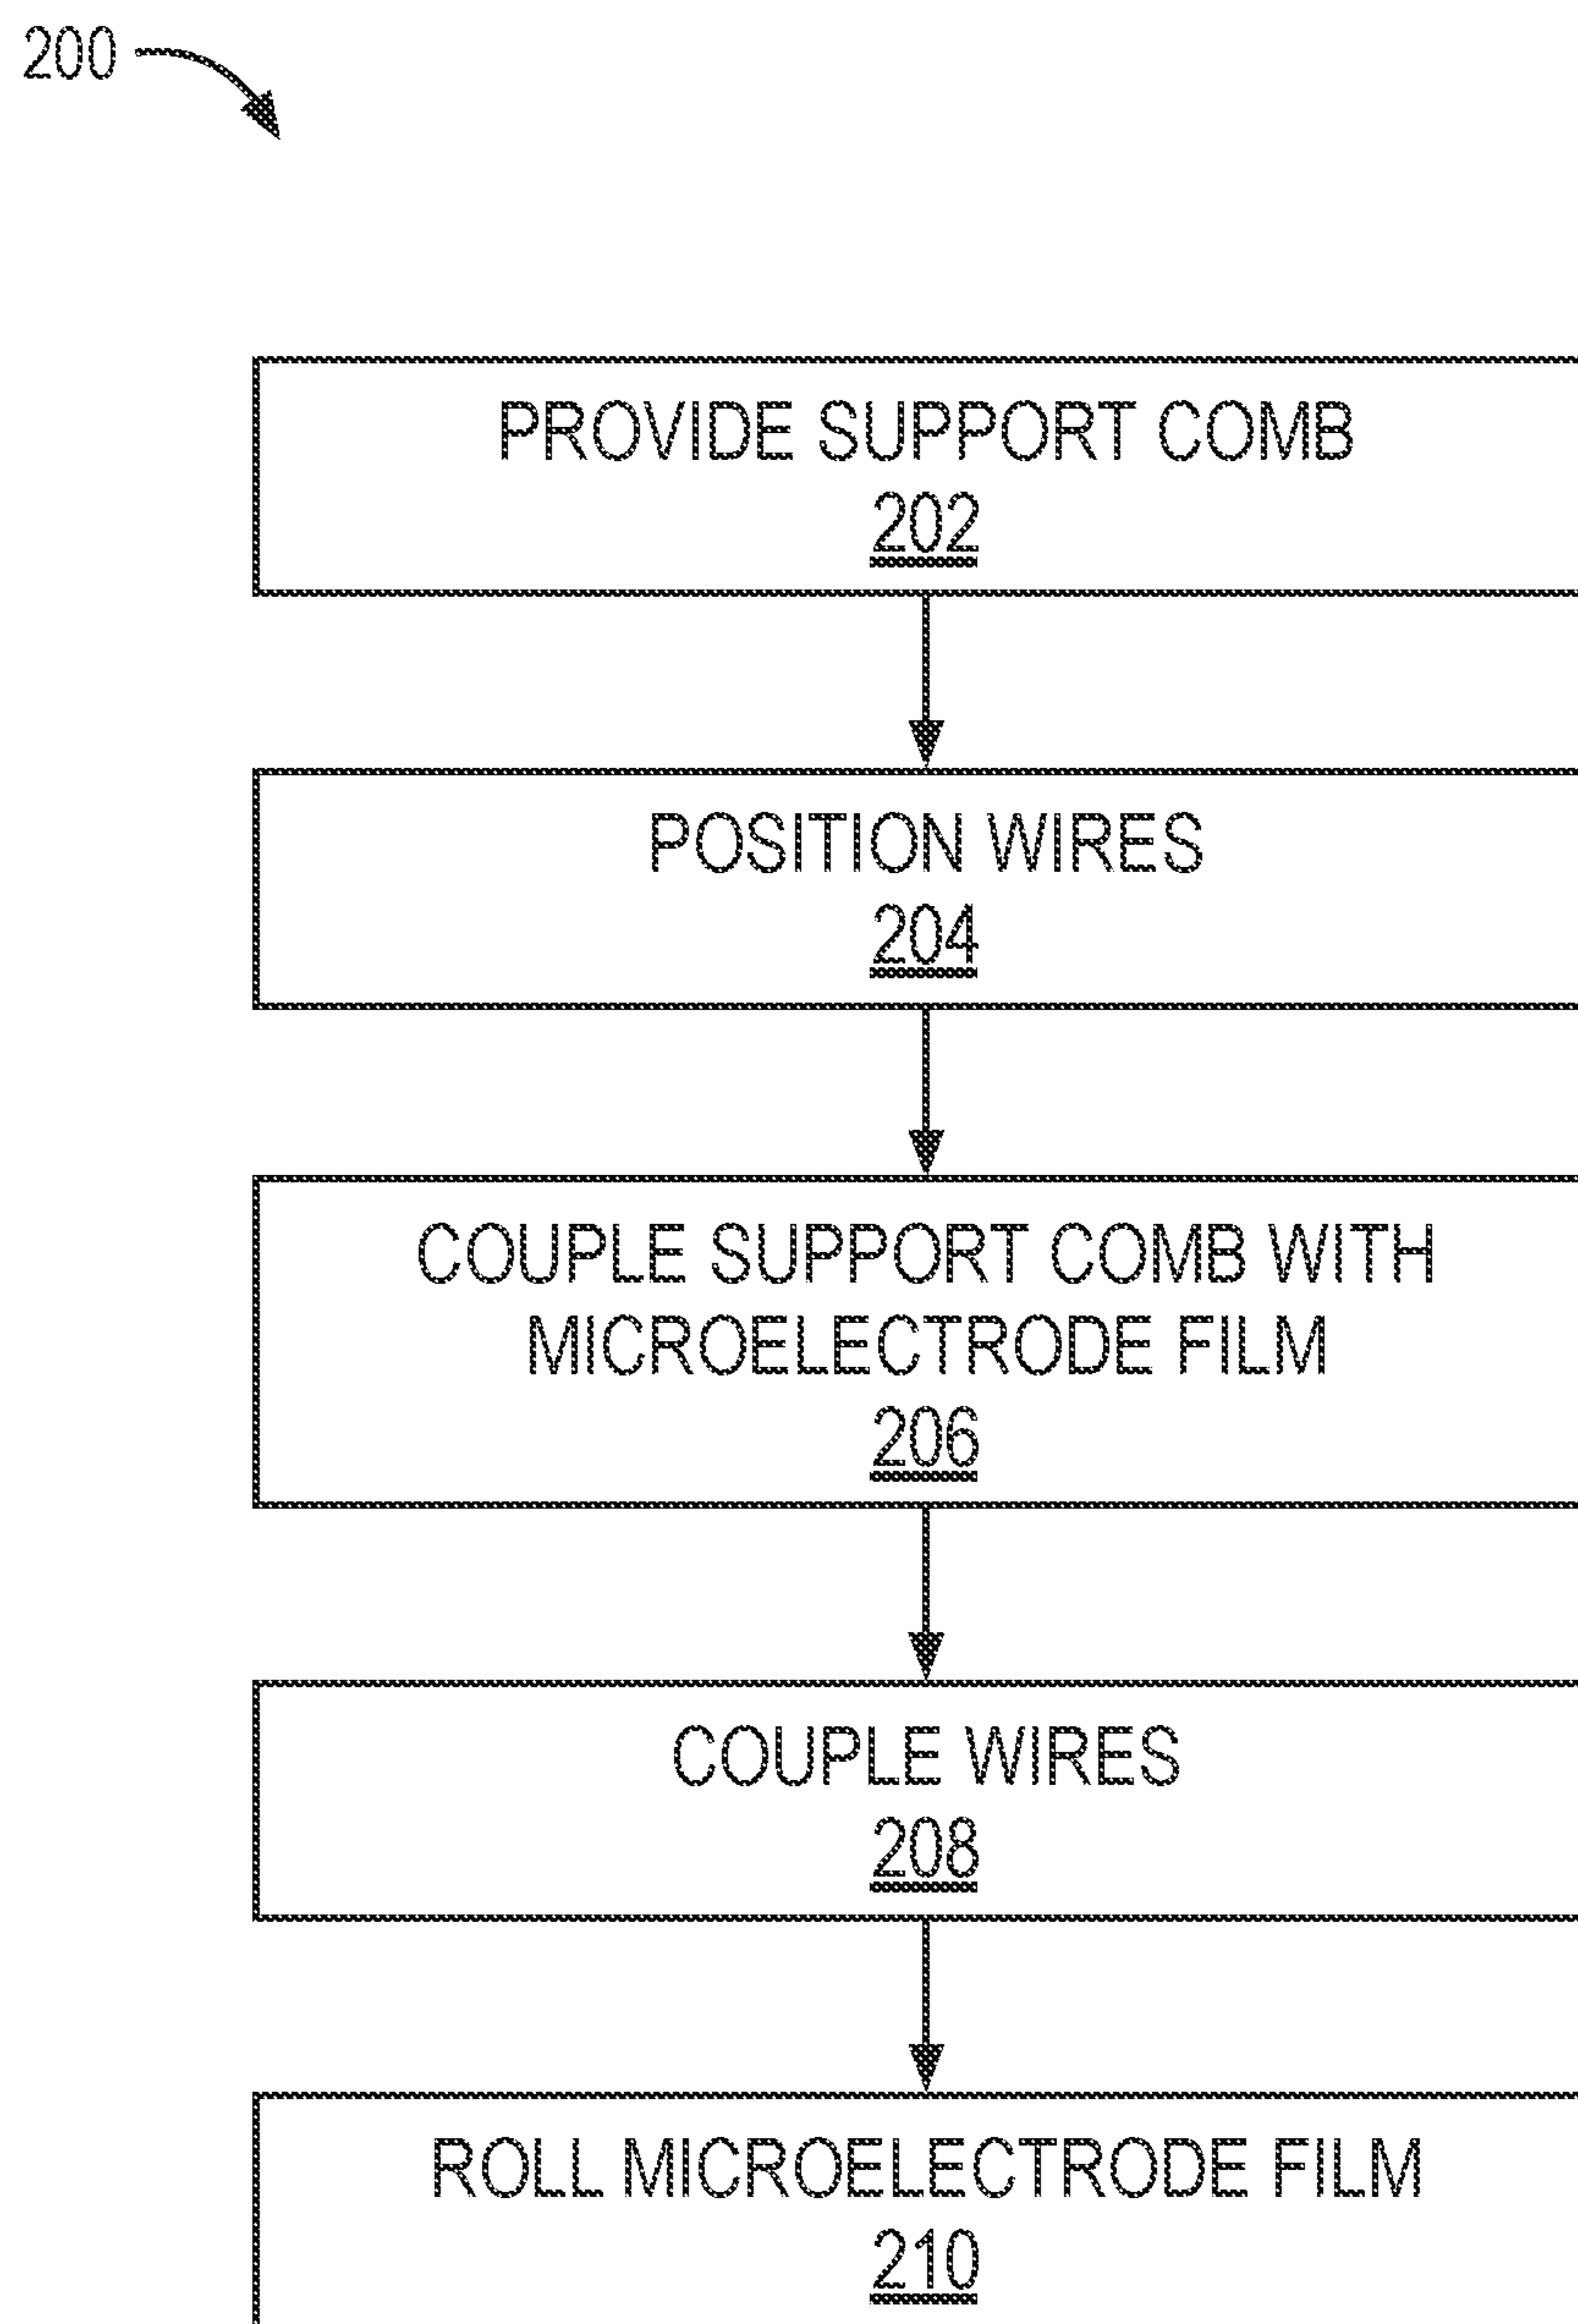 200
PROVIDE SUPPORT COMB
202
POSITION WIRES
204
COUPLE SUPPORT COMB WITH
MICROELECTRODE FILM
206
COUPLE WIRES
208
ROLL MICROELECTRODE FILM
210